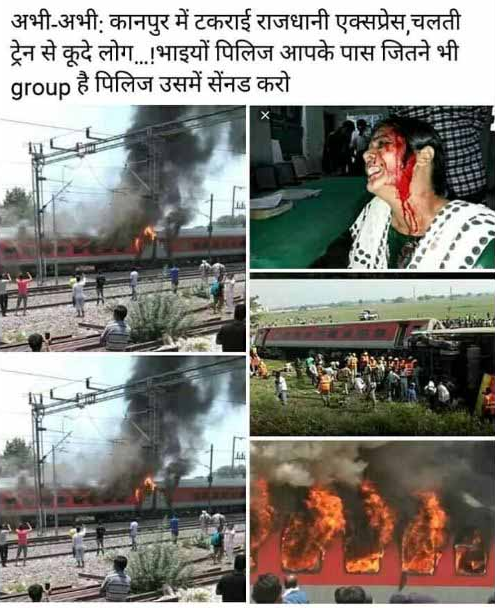 अभी-अभी: कानपुर में टकराई राजधानी एक्सप्रेस,चलती
ट्रेन से कूदे लोग...!भाइयों पिलिज आपके पास जितने भी
group है पिलिज उसमें सेंनड करो